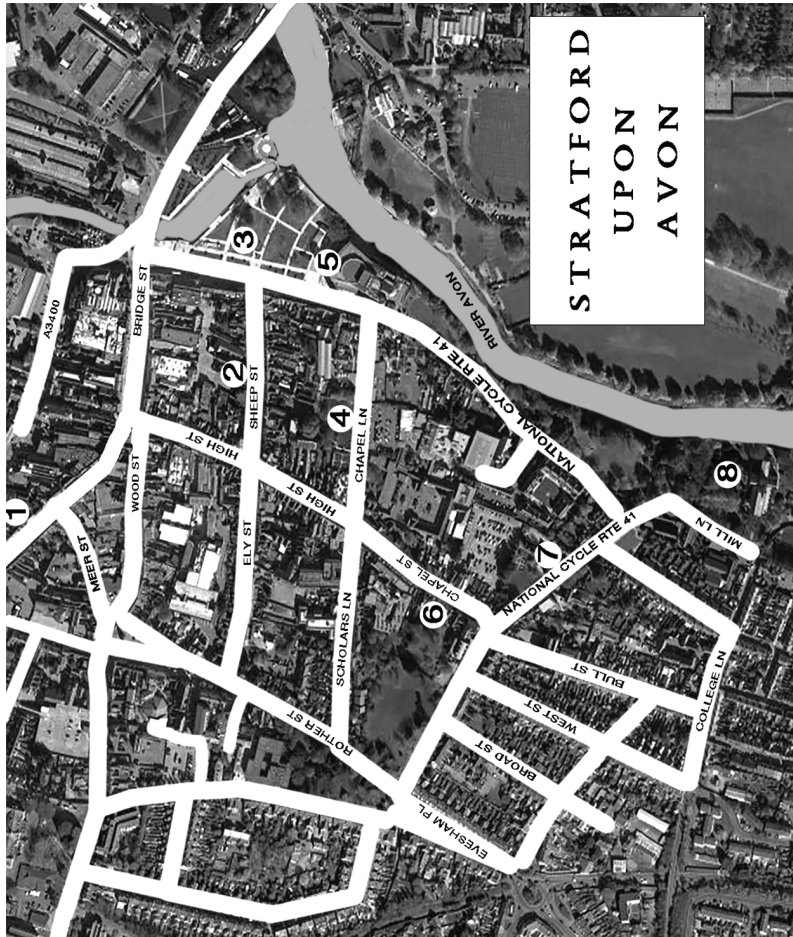 STRATFORD
UPON
AVON
A3400
BRIDGE ST
1
MEER ST
WOOD ST
HIGH ST
2
SHEEP ST
3
5
ELY ST
HIGH ST
4
CHAPEL LN
SCHOLARS LN
CHAPEL ST
6
NATIONAL CYCLE RTE 41
RIVER AVON
7
NATIONAL CYCLE RTE 41
8
MILL LN
ROTHER ST
BULL ST
WEST ST
BROAD ST
COLLEGE LN
EVESHAM PL